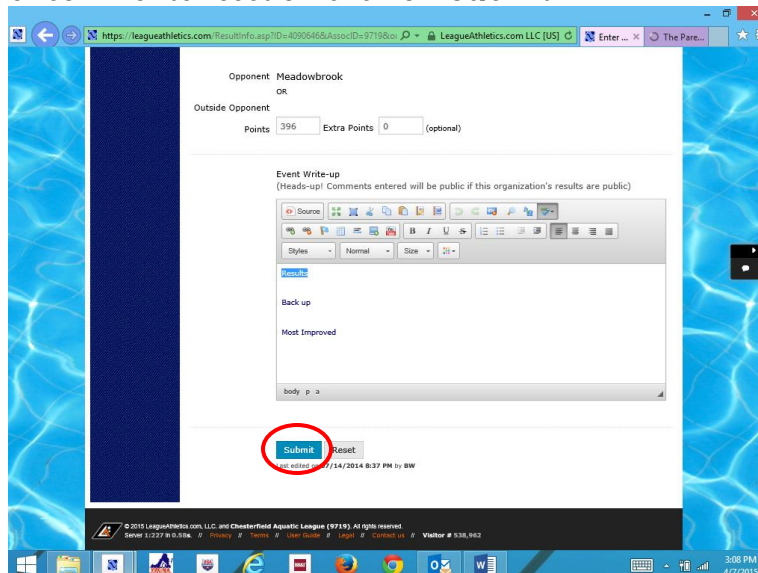 https://leagueathletics.com/ResultInfo.asp?ID=4090646&AssocID=9719&or
LeagueAthletics.com LLC [US]
Enter ...
The Pare...
Opponent Meadowbrook
OR
Outside Opponent
Points 396 Extra Points 0 (optional)
Event Write-up
(Heads-up! Comments entered will be public if this organization's results are public)
Source
B I U S
Styles Normal Size
Results
Back up
Most Improved
body p a
Submit Reset
Last edited on 07/14/2014 8:37 PM by BW
© 2015 LeagueAthletics.com, LLC. and Chesterfield Aquatic League (9719). All rights reserved.
Server 1:227 in 0.58s. // Privacy // Terms // User Guide // Legal // Contact us // Visitor # 538,962
3:08 PM
4/7/2015